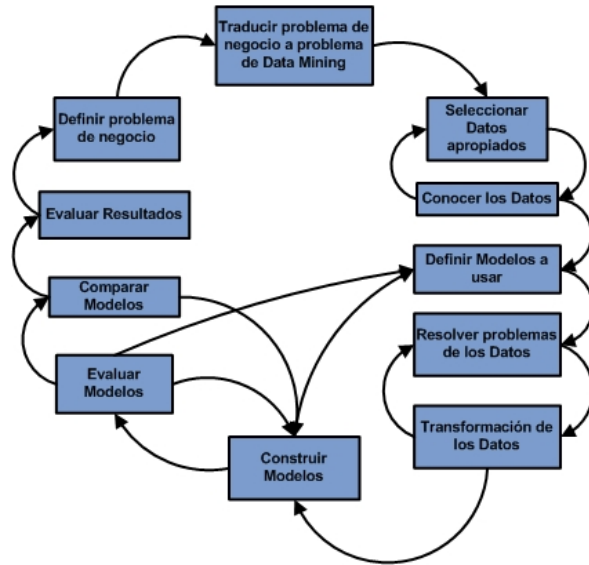 Traducir problema de
negocio a problema
de Data Mining
Seleccionar
Datos
apropiados
Conocer los Datos
Definir Modelos a
usar
Resolver problemas
de los Datos
Transformación de
los Datos
Construir
Modelos
Evaluar
Modelos
Comparar
Modelos
Evaluar Resultados
Definir problema
de negocio